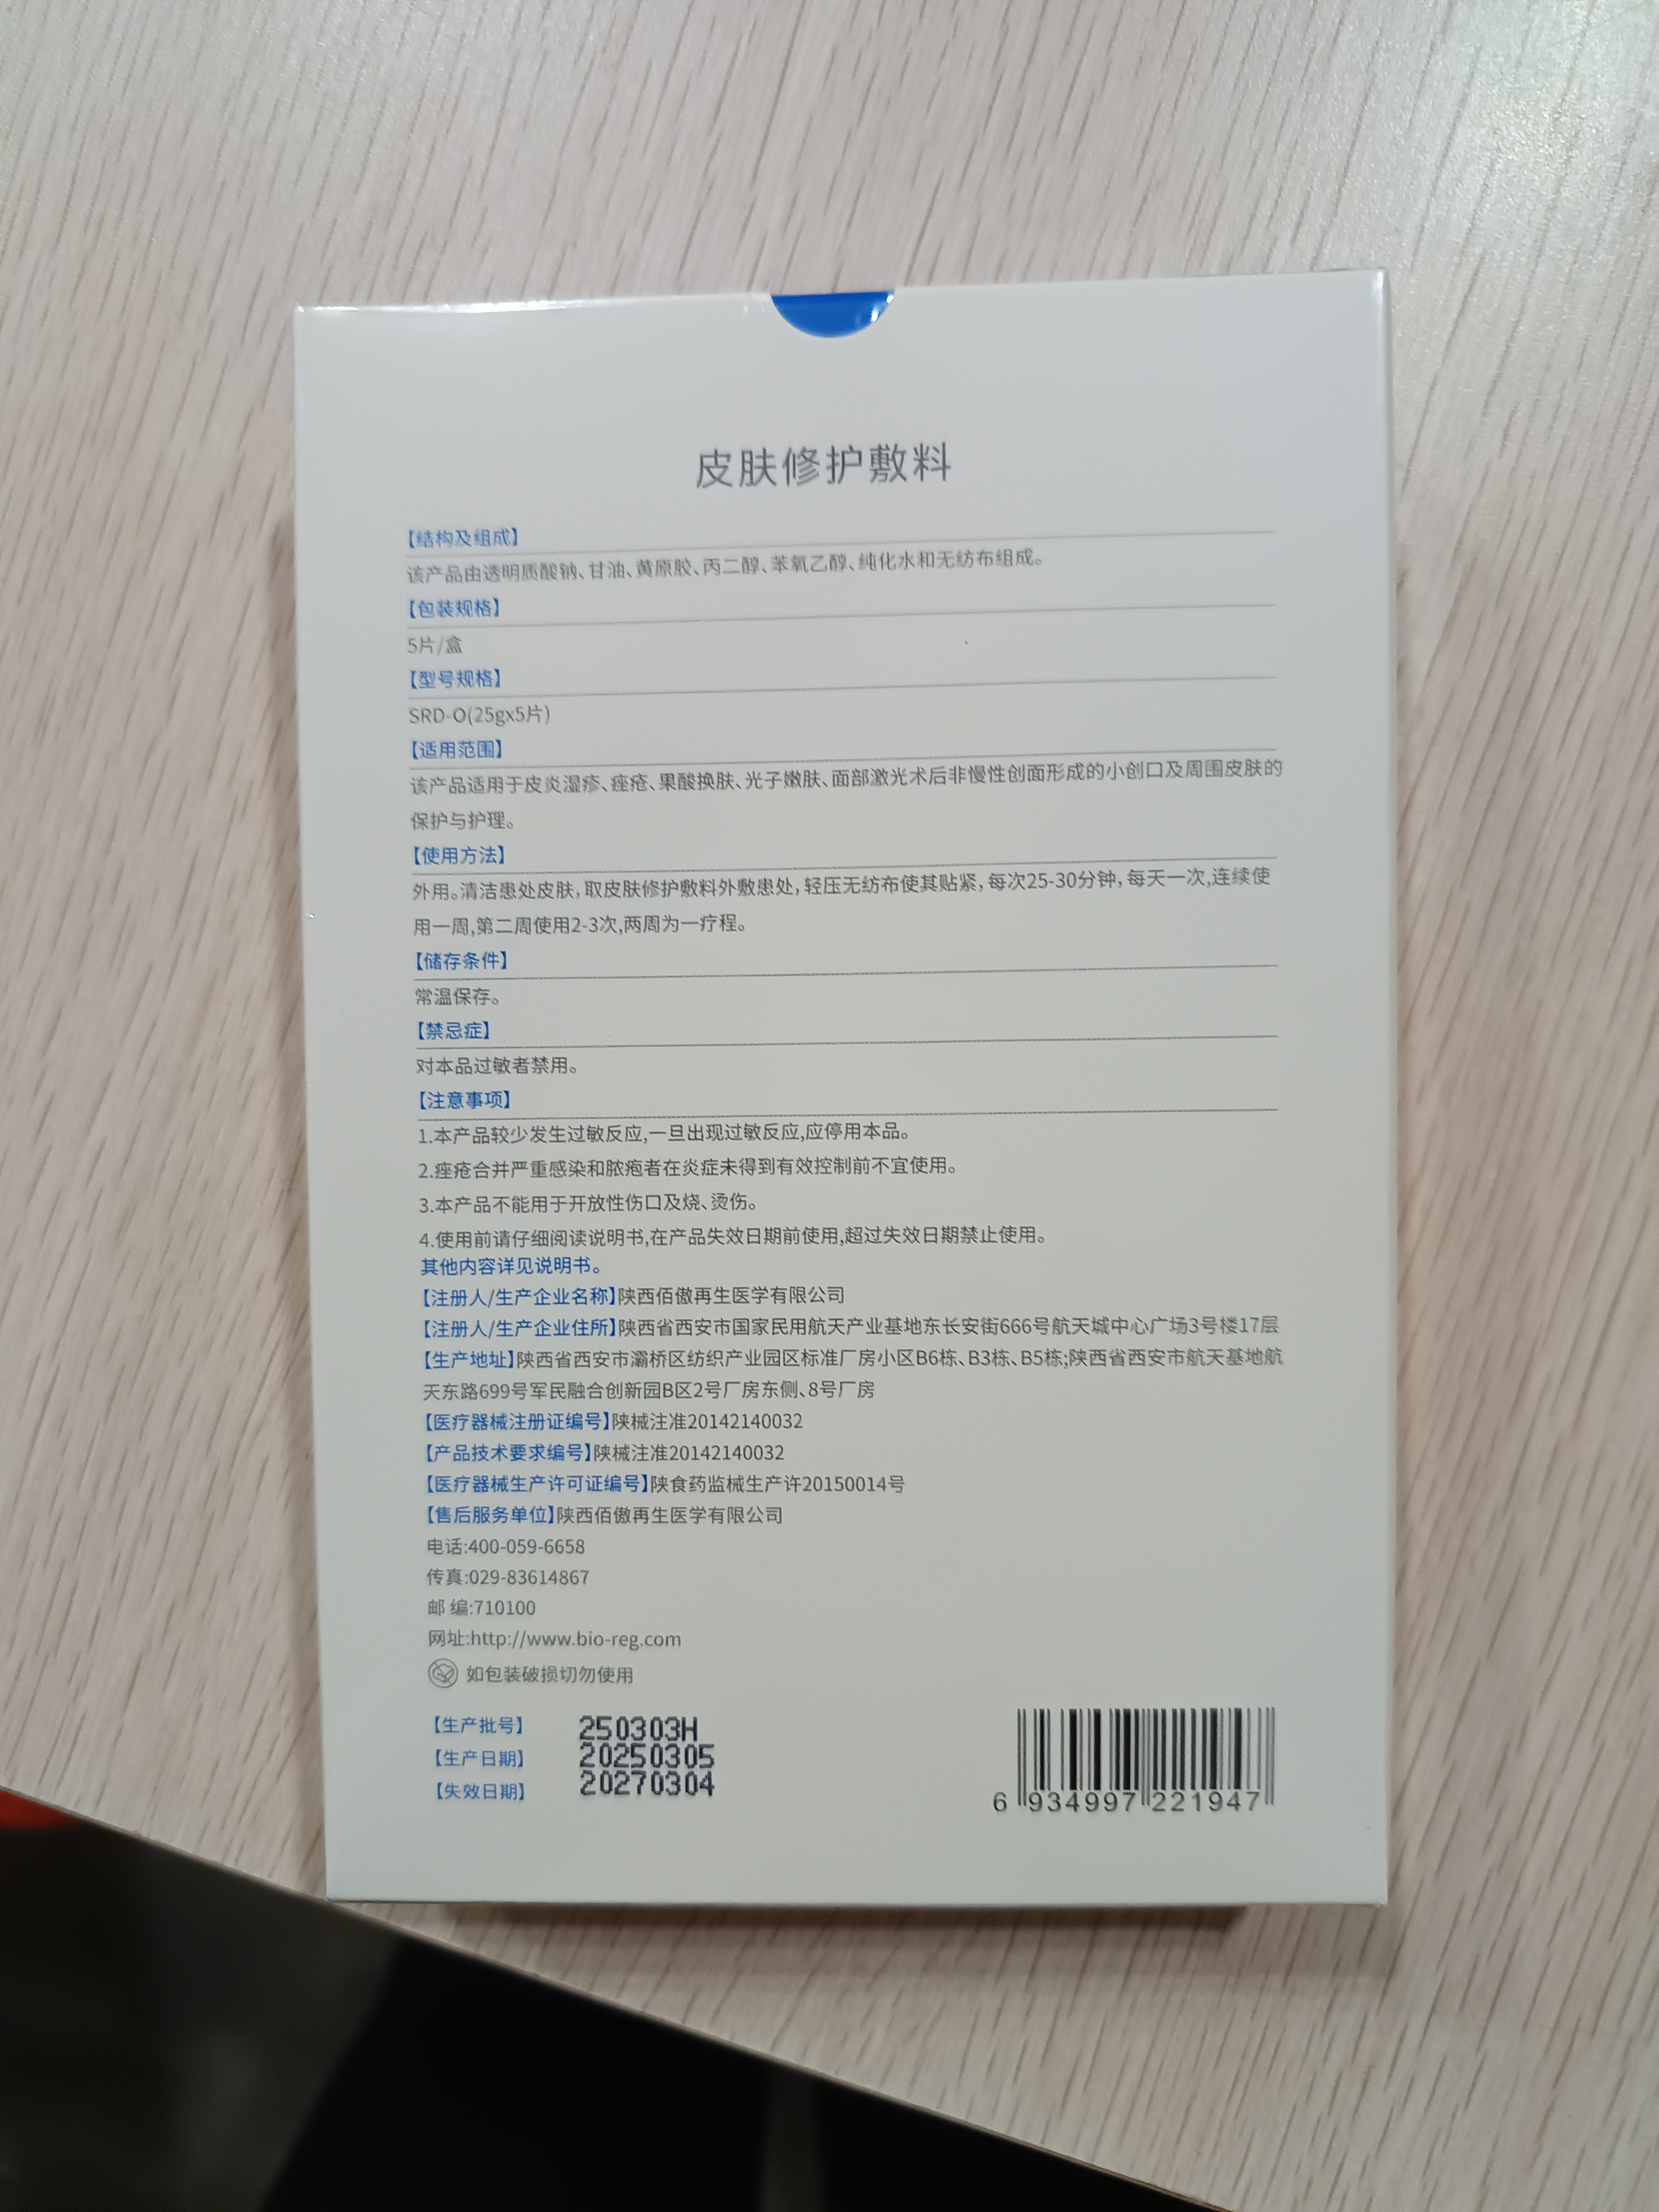 皮肤修护敷料
【结构及组成】
该产品由透明质酸钠、甘油、黄原胶、丙二醇、苯氧乙醇、纯化水和无纺布组成。
【包装规格】
5片/盒
【型号规格】
SRD-O(25gx5片)
【适用范围】
该产品适用于皮炎湿疹、痤疮、果酸换肤、光子嫩肤、面部激光术后非慢性创面形成的小创口及周围皮肤的
保护与护理。
【使用方法】
外用。清洁患处皮肤,取皮肤修护敷料外敷患处,轻压无纺布使其贴紧,每次25-30分钟,每天一次,连续使
用一周,第二周使用2-3次,两周为一疗程。
【储存条件】
常温保存。
【禁忌症】
对本品过敏者禁用。
【注意事项】
1.本产品较少发生过敏反应,一旦出现过敏反应,应停用本品。
2.痤疮合并严重感染和脓疱者在炎症未得到有效控制前不宜使用。
3.本产品不能用于开放性伤口及烧、烫伤。
4.使用前请仔细阅读说明书,在产品失效日期前使用,超过失效日期禁止使用。
其他内容详见说明书。
【注册人/生产企业名称】陕西佰傲再生医学有限公司
【注册人/生产企业住所】陕西省西安市国家民用航天产业基地东长安街666号航天城中心广场3号楼17层
【生产地址】陕西省西安市灞桥区纺织产业园区标准厂房小区B6栋、B3栋、B5栋;陕西省西安市航天基地航
天东路699号军民融合创新园B区2号厂房东侧、8号厂房
【医疗器械注册证编号】陕械注准20142140032
【产品技术要求编号】陕械注准20142140032
【医疗器械生产许可证编号】陕食药监械生产许20150014号
【售后服务单位】陕西佰傲再生医学有限公司
电话:400-059-6658
传真:029-83614867
邮 编:710100
网址:http://www.bio-reg.com
如包装破损切勿使用
【生产批号】 250303H
【生产日期】 20250305
【失效日期】 20270304
6 934997 221947